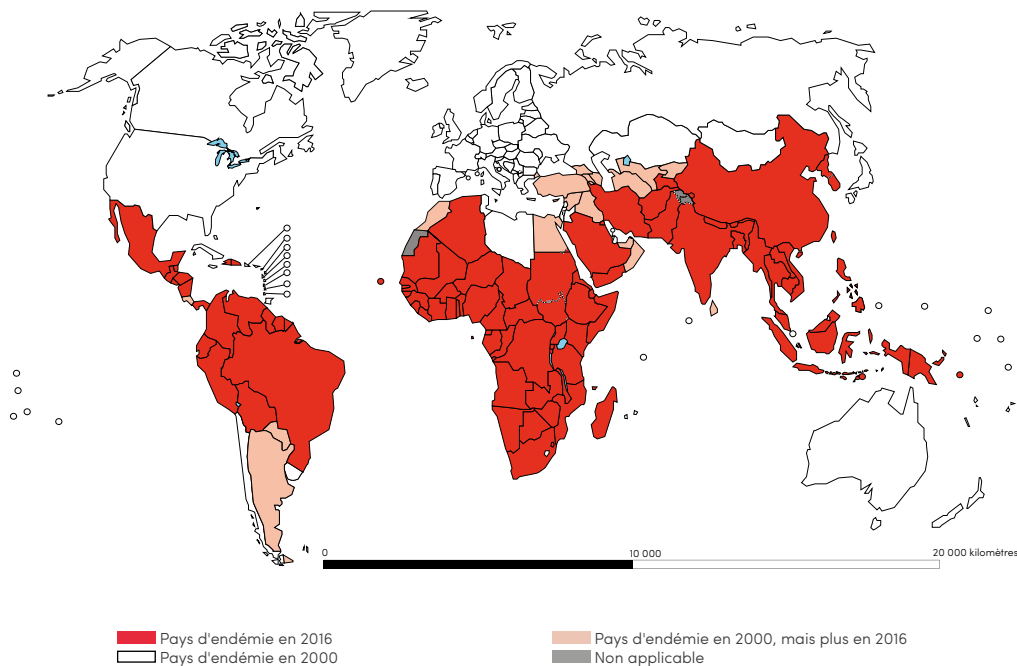 0 10 000 20 000 kilomètres
Pays d'endémie en 2016 Pays d'endémie en 2000, mais plus en 2016
Pays d'endémie en 2000 Non applicable